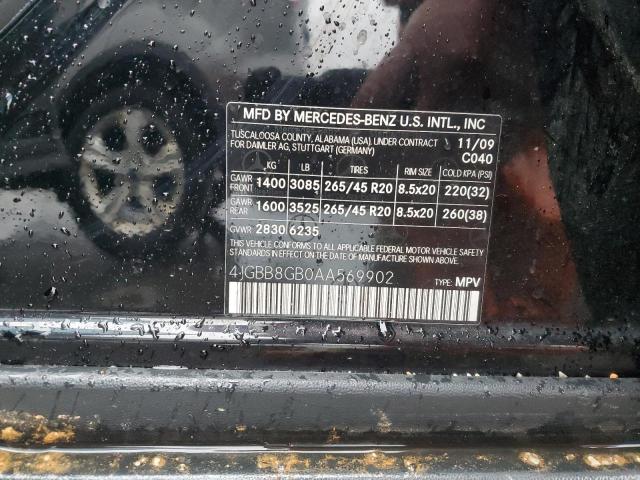 MFD BY MERCEDES-BENZ U.S. INTL., INC
TUSCALOOSA COUNTY, ALABAMA (USA), UNDER CONTRACT 11/09
FOR DAIMLER AG, STUTTGART (GERMANY) C040
KG LB TIRES RIM SIZE COLD KPA (PSI)
GAWR FRONT 1400 3085 265/45 R20 8.5x20 220(32)
GAWR REAR 1600 3525 265/45 R20 8.5x20 260(38)
GVWR 2830 6235
THIS VEHICLE CONFORMS TO ALL APPLICABLE FEDERAL MOTOR VEHICLE SAFETY
STANDARDS IN EFFECT ON THE DATE OF MANUFACTURE SHOWN ABOVE.
4JGBB8GB0AA569902 TYPE: MPV